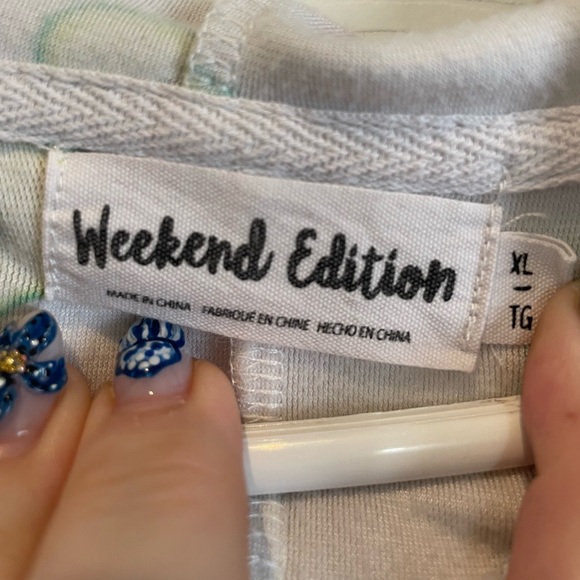 Weekend Edition
MADE IN CHINA FABRIQUÉ EN CHINE HECHO EN CHINA
XL
TG